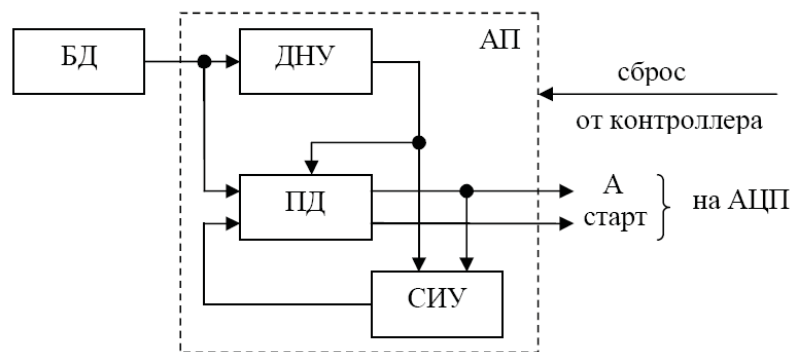 АП
БД
ДНУ
сброс
от контроллера
ПД
А
старт
на АЦП
СИУ